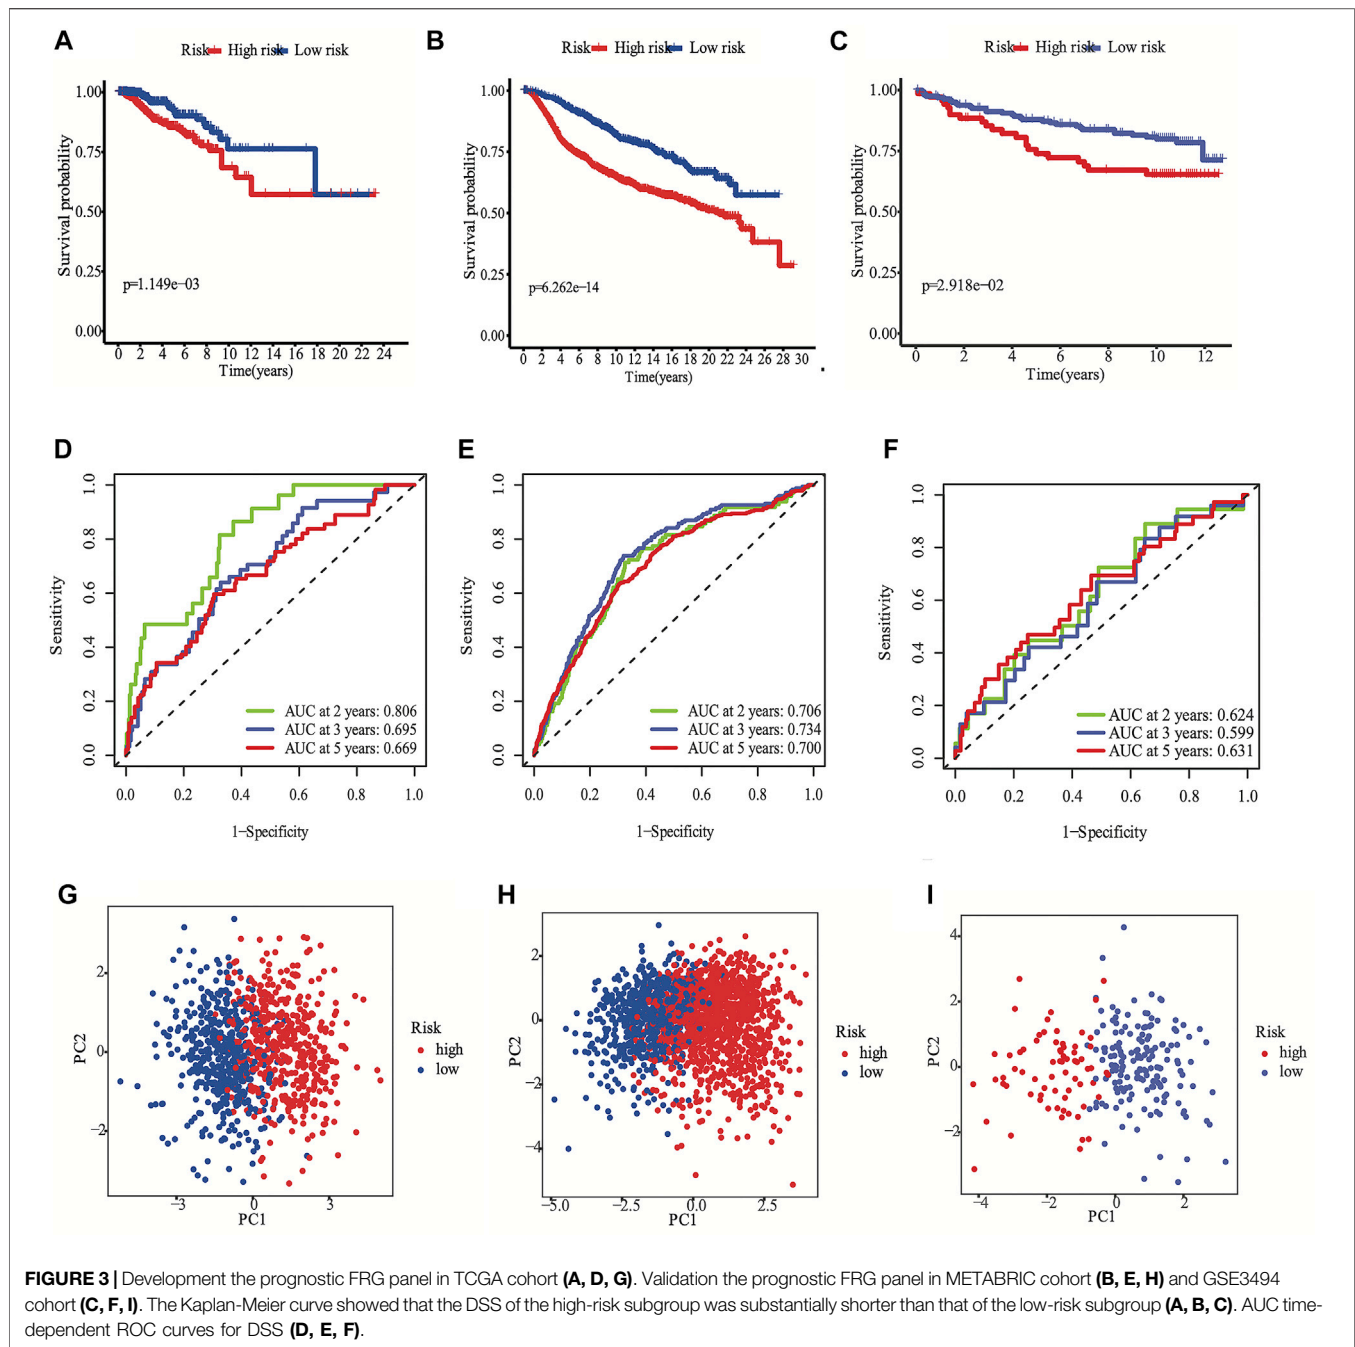 A
Risk High risk Low risk
1.00
0.75
0.50
0.25
0.00
Survival probability
p=1.149e−03
0 2 4 6 8 10 12 14 16 18 20 22 24
Time(years)
B
Risk High risk Low risk
1.00
0.75
0.50
0.25
0.00
Survival probability
p=6.262e−14
0 2 4 6 8 10 12 14 16 18 20 22 24 26 28 30
Time(years)
C
Risk High risk Low risk
1.00
0.75
0.50
0.25
0.00
Survival probability
p=2.918e−02
0 2 4 6 8 10 12
Time(years)
D
1.0
0.8
0.6
0.4
0.2
0.0
Sensitivity
AUC at 2 years: 0.806
AUC at 3 years: 0.695
AUC at 5 years: 0.669
0.0 0.2 0.4 0.6 0.8 1.0
1−Specificity
E
1.0
0.8
0.6
0.4
0.2
0.0
Sensitivity
AUC at 2 years: 0.706
AUC at 3 years: 0.734
AUC at 5 years: 0.700
0.0 0.2 0.4 0.6 0.8 1.0
1−Specificity
F
1.0
0.8
0.6
0.4
0.2
0.0
Sensitivity
AUC at 2 years: 0.624
AUC at 3 years: 0.599
AUC at 5 years: 0.631
0.0 0.2 0.4 0.6 0.8 1.0
1−Specificity
G
2
0
−2
PC2
−3 0 3
PC1
Risk
high
low
H
2
0
−2
−4
PC2
−5.0 −2.5 0.0 2.5
PC1
Risk
high
low
I
4
2
0
−2
PC2
−4 −2 0 2
PC1
Risk
high
low
FIGURE 3 | Development the prognostic FRG panel in TCGA cohort (A, D, G). Validation the prognostic FRG panel in METABRIC cohort (B, E, H) and GSE3494
cohort (C, F, I). The Kaplan-Meier curve showed that the DSS of the high-risk subgroup was substantially shorter than that of the low-risk subgroup (A, B, C). AUC time-
dependent ROC curves for DSS (D, E, F).